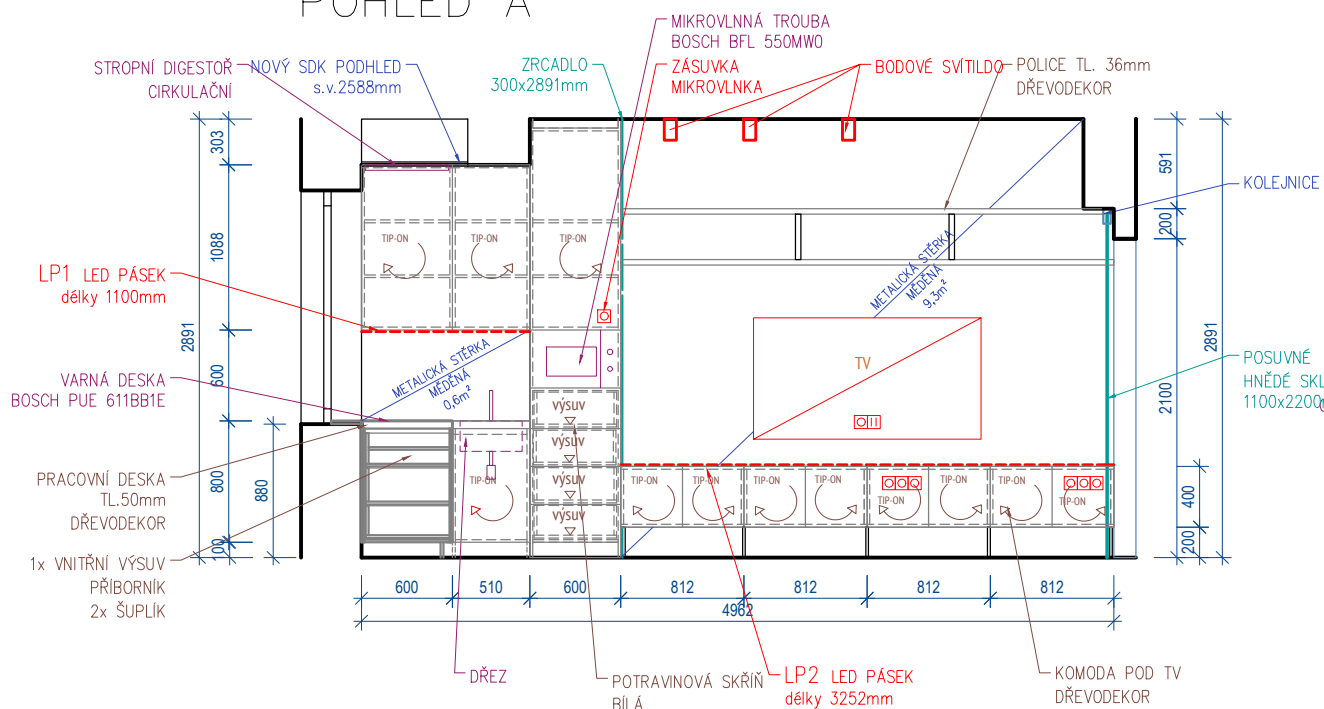 POHLED A
MIKROVLNNÁ TROUBA
BOSCH BFL 550MW0
STROPNÍ DIGESTOŘ
CIRKULAČNÍ
NOVÝ SDK PODHLED
s.v.2588mm
ZRCADLO
300x2891mm
ZÁSUVKA
MIKROVLNKA
BODOVÉ SVÍTILDO
POLICE TL. 36mm
DŘEVODEKOR
303
591
KOLEJNICE
200
1088
TIP-ON
TIP-ON
TIP-ON
LP1 LED PÁSEK
délky 1100mm
METALICKÁ STĚRKA
MĚDĚNÁ
9,3m²
2891
2891
TV
POSUVNÉ
HNĚDÉ SKL
1100x2200
VARNÁ DESKA
BOSCH PUE 611BB1E
600
METALICKÁ STĚRKA
MĚDĚNÁ
0,6m²
2100
VÝSUV
VÝSUV
VÝSUV
VÝSUV
PRACOVNÍ DESKA
TL.50mm
DŘEVODEKOR
800
880
TIP-ON
TIP-ON
TIP-ON
TIP-ON
TIP-ON
TIP-ON
TIP-ON
TIP-ON
TIP-ON
400
200
100
1x VNITŘNÍ VÝSUV
PŘÍBORNÍK
2x ŠUPLÍK
600
510
600
812
812
812
812
4962
DŘEZ
POTRAVINOVÁ SKŘÍŇ
BÍLÁ
LP2 LED PÁSEK
délky 3252mm
KOMODA POD TV
DŘEVODEKOR